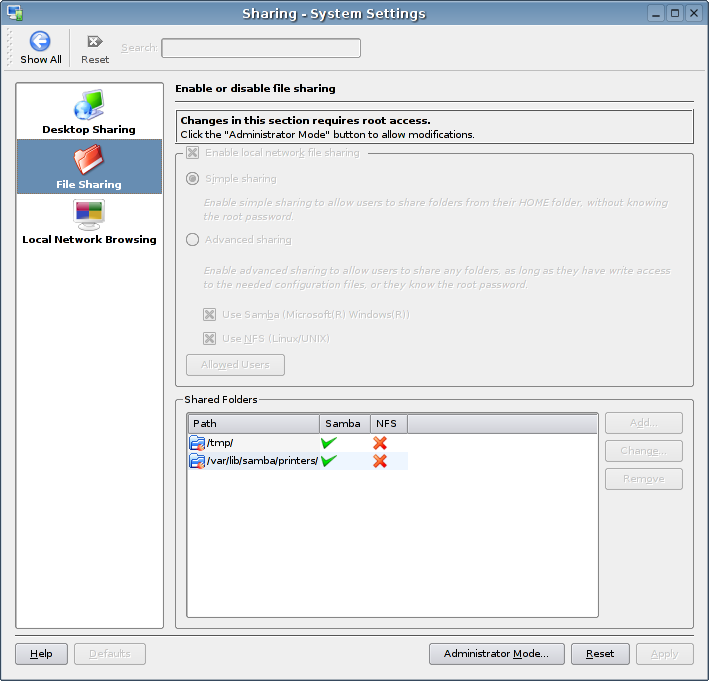 Sharing - System Settings
Show All
Reset
Search:
Desktop Sharing
File Sharing
Local Network Browsing
Enable or disable file sharing
Changes in this section requires root access.
Click the "Administrator Mode" button to allow modifications.
Enable local network file sharing
Simple sharing
Enable simple sharing to allow users to share folders from their HOME folder, without knowing
the root password.
Advanced sharing
Enable advanced sharing to allow users to share any folders, as long as they have write access
to the needed configuration files, or they know the root password.
Use Samba (Microsoft(R) Windows(R))
Use NFS (Linux/UNIX)
Allowed Users
Shared Folders
Path Samba NFS
/tmp/
/var/lib/samba/printers/
Add...
Change...
Remove
Help Defaults Administrator Mode... Reset Apply